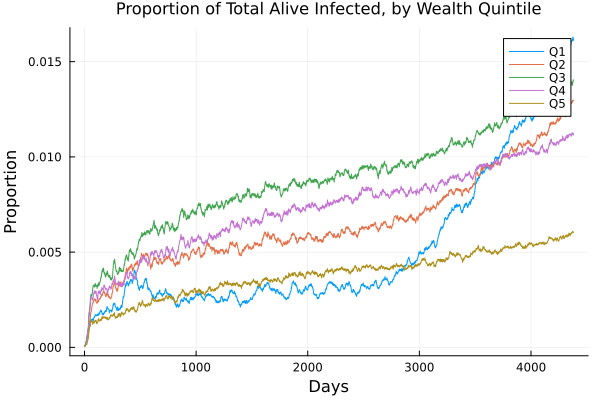 Proportion of Total Alive Infected, by Wealth Quintile
Proportion
0.015
0.010
0.005
0.000
0
1000
2000
3000
4000
Days
Q1
Q2
Q3
Q4
Q5